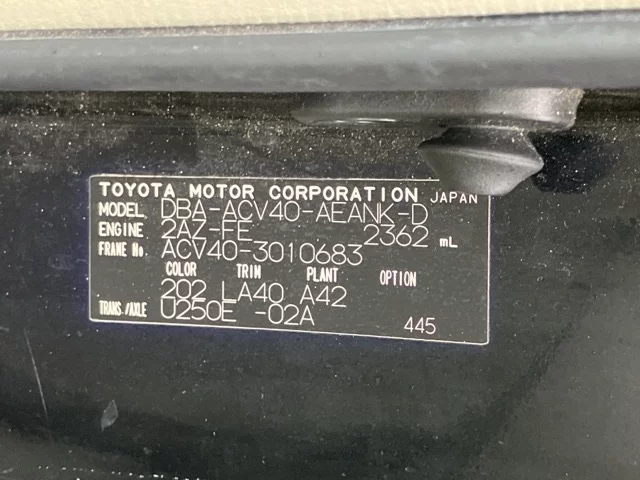 TOYOTA MOTOR CORPORATION JAPAN
MODEL DBA-ACV40-AEANK-D
ENGINE 2AZ-FE 2362 mL
FRAME No ACV40-3010683
COLOR TRIM PLANT OPTION
202 LA40 A42
TRANS./AXLE U250E -02A 445